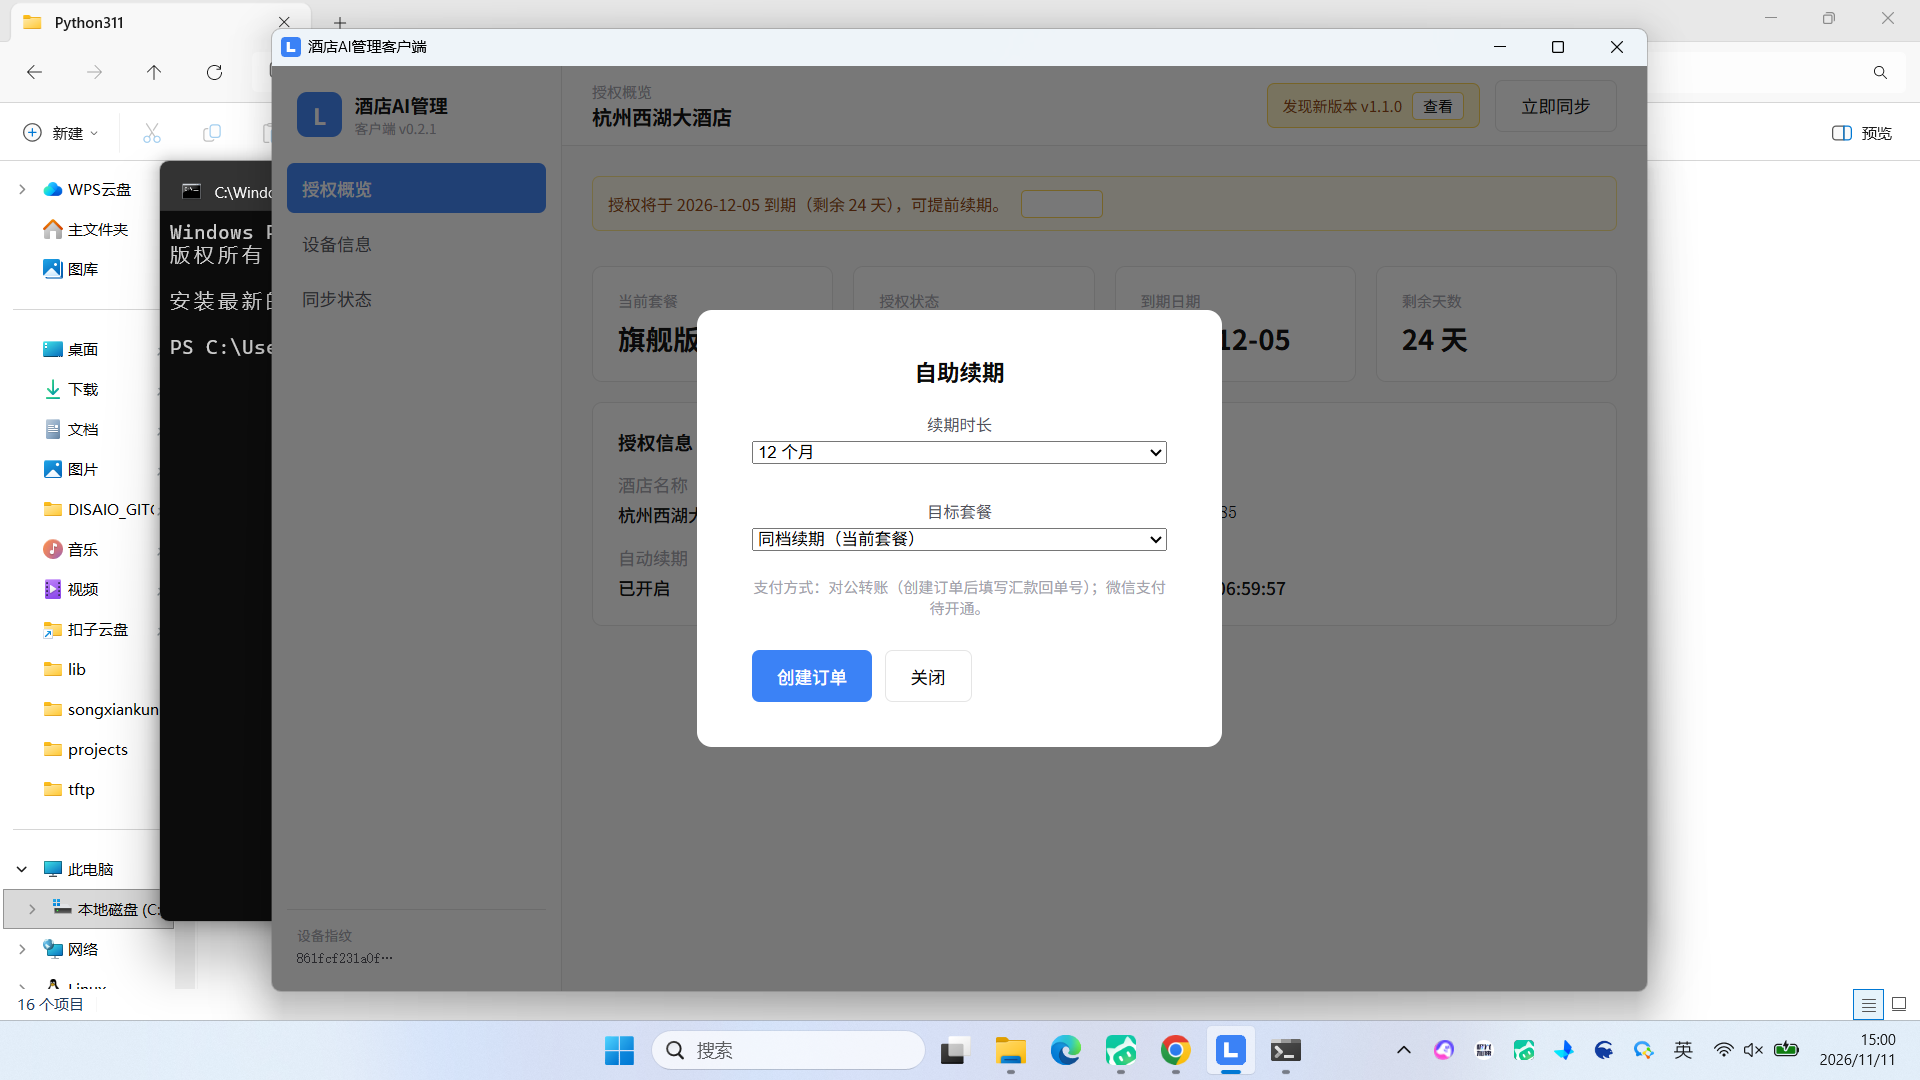 Python311
酒店AI管理客户端
新建
预览
WPS云盘
主文件夹
图库
桌面
下载
文档
图片
DISAIO_GIT
音乐
视频
扣子云盘
lib
songxiankun
projects
tftp
此电脑
本地磁盘 (C:
网络
Linux
16 个项目
C:\Windo
Windows P
版权所有
安装最新的
PS C:\Use
L
酒店AI管理
客户端 v0.2.1
授权概览
设备信息
同步状态
设备指纹
861fcf231a0f…
授权概览
杭州西湖大酒店
发现新版本 v1.1.0
查看
立即同步
授权将于 2026-12-05 到期（剩余 24 天），可提前续期。
当前套餐
旗舰版
授权状态
到期日期
12-05
剩余天数
24 天
授权信息
酒店名称
杭州西湖大
自动续期
已开启
85
06:59:57
自助续期
续期时长
12 个月
目标套餐
同档续期（当前套餐）
支付方式：对公转账（创建订单后填写汇款回单号）；微信支付
待开通。
创建订单
关闭
搜索
英
15:00
2026/11/11